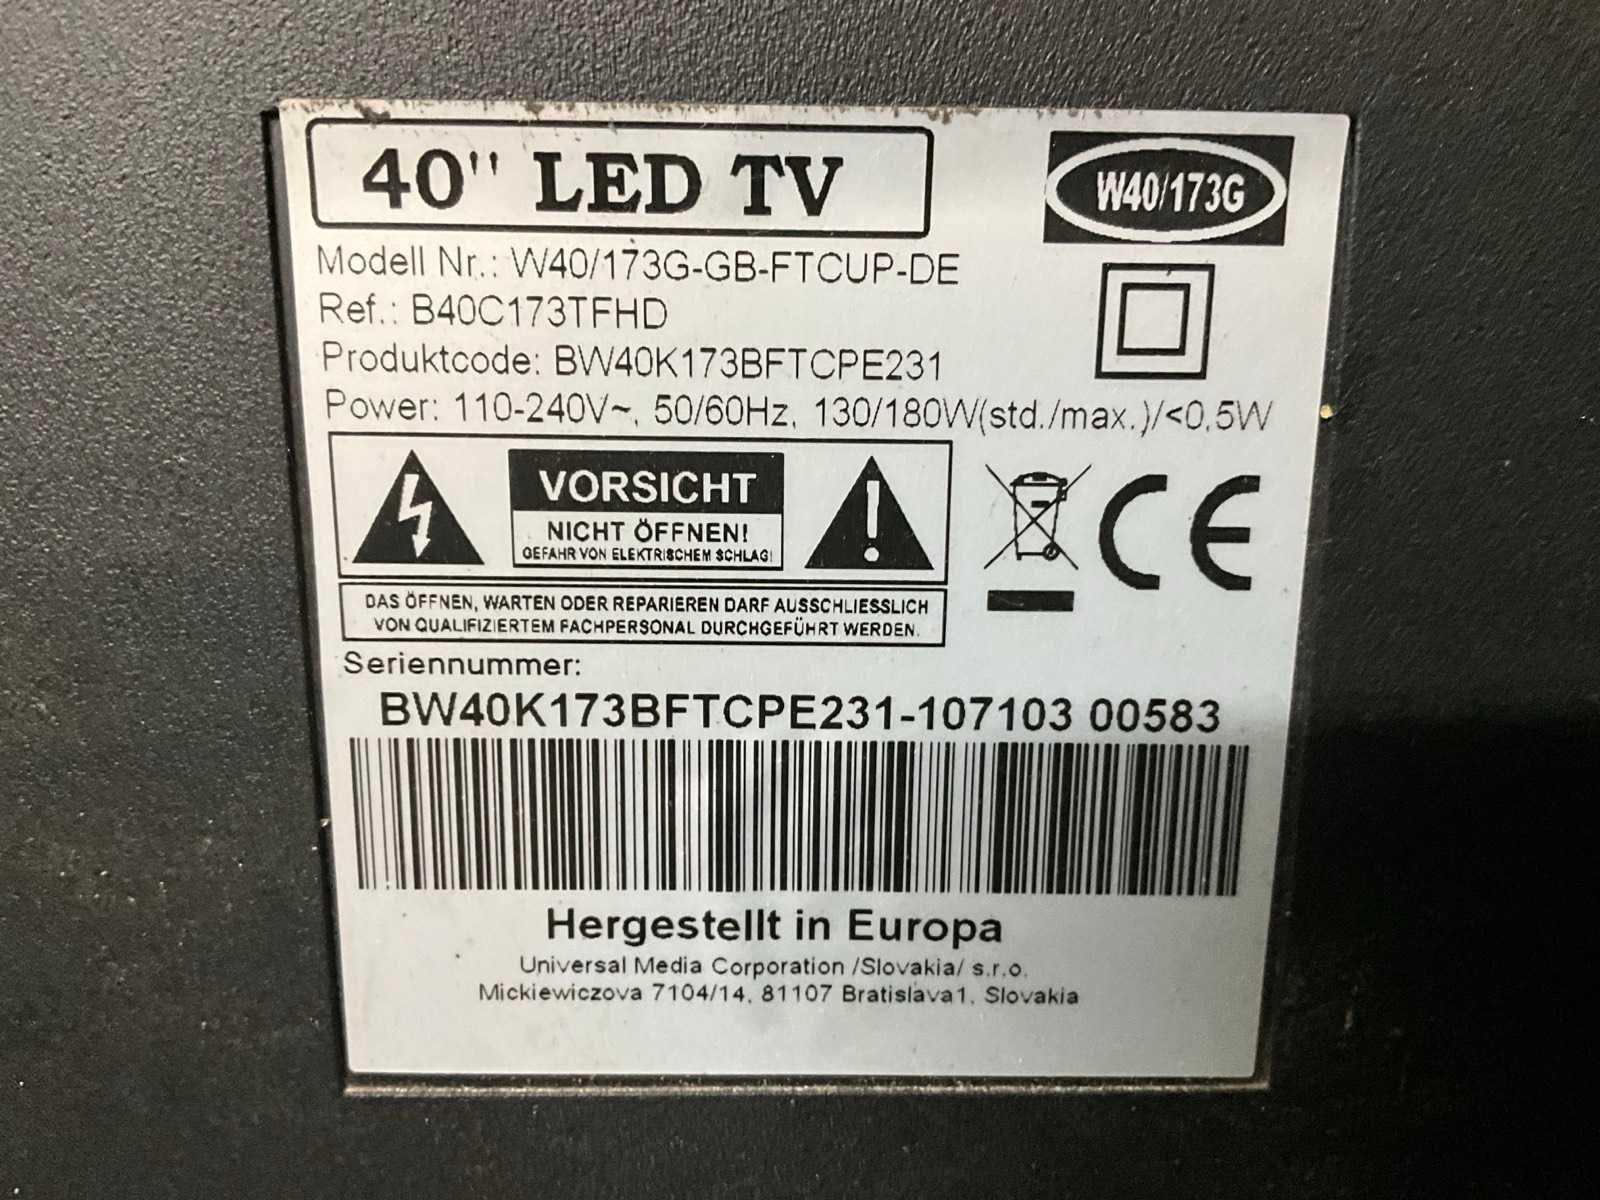 40" LED TV
W40/173G
Modell Nr.: W40/173G-GB-FTCUP-DE
Ref.: B40C173TFHD
Produktcode: BW40K173BFTCPE231
Power: 110-240V~, 50/60Hz, 130/180W(std./max.)/<0,5W
VORSICHT
NICHT ÖFFNEN!
GEFAHR VON ELEKTRISCHEM SCHLAG!
CE
DAS ÖFFNEN, WARTEN ODER REPARIEREN DARF AUSSCHLIESSLICH
VON QUALIFIZIERTEM FACHPERSONAL DURCHGEFÜHRT WERDEN.
Seriennummer:
BW40K173BFTCPE231-107103 00583
Hergestellt in Europa
Universal Media Corporation /Slovakia/ s.r.o.
Mickiewiczova 7104/14, 81107 Bratislava1, Slovakia